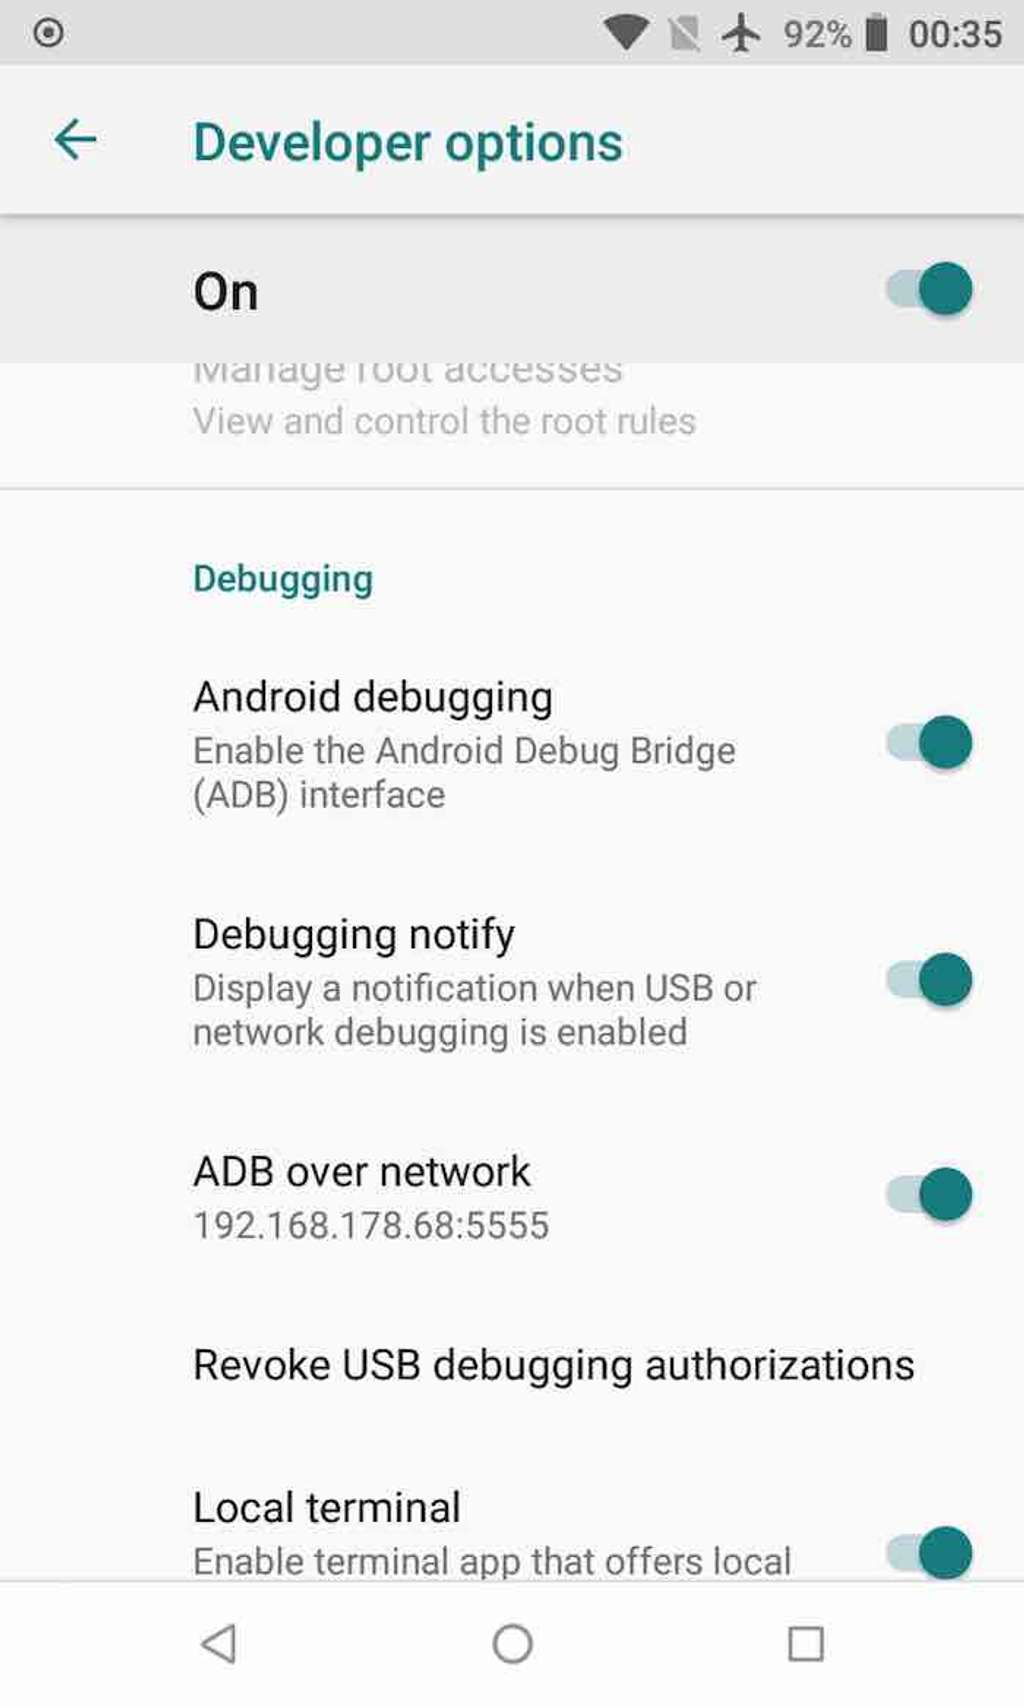 92% 00:35
Developer options
On
Manage root accesses
View and control the root rules
Debugging
Android debugging
Enable the Android Debug Bridge
(ADB) interface
Debugging notify
Display a notification when USB or
network debugging is enabled
ADB over network
192.168.178.68:5555
Revoke USB debugging authorizations
Local terminal
Enable terminal app that offers local